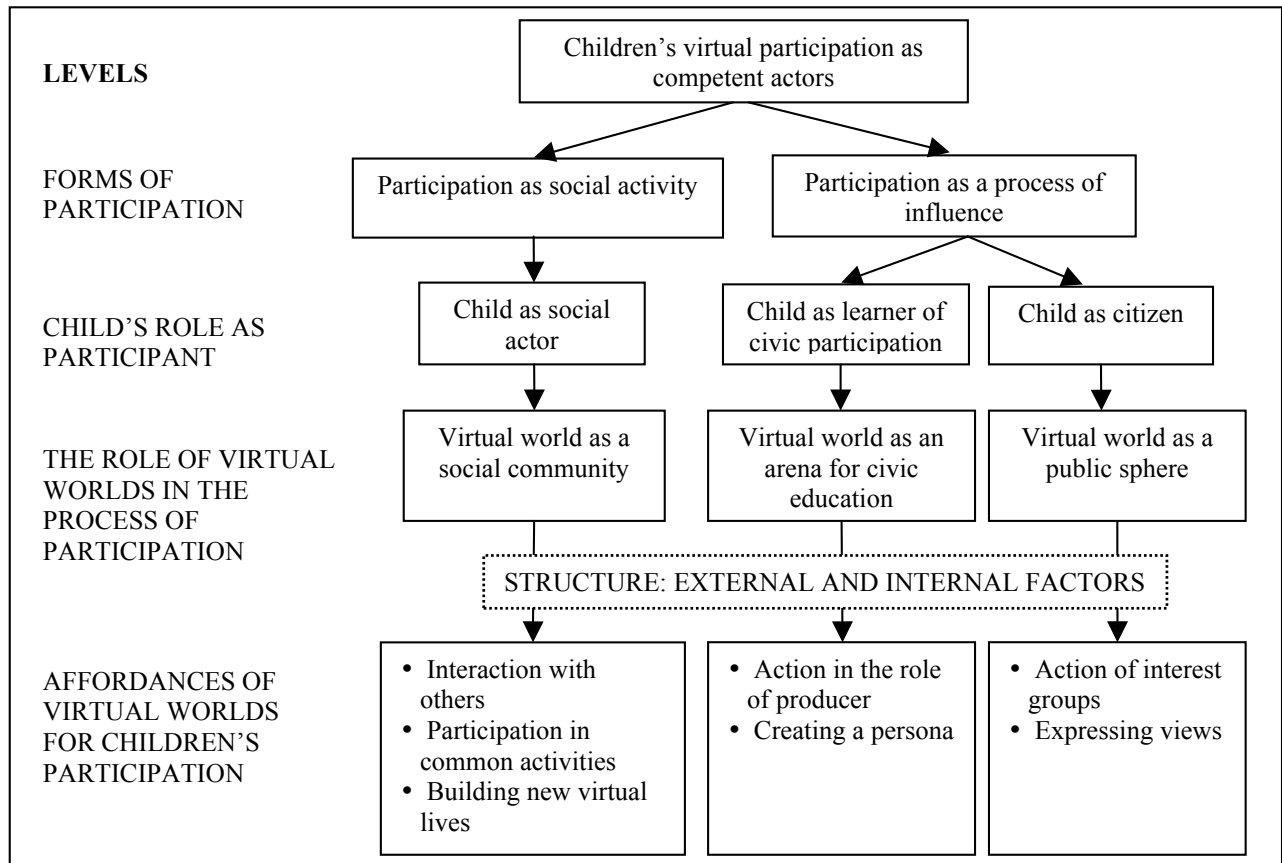 Children's virtual participation as
competent actors
LEVELS
FORMS OF
PARTICIPATION
Participation as social activity
Participation as a process of
influence
CHILD'S ROLE AS
PARTICIPANT
Child as social
actor
Child as learner of
civic participation
Child as citizen
THE ROLE OF VIRTUAL
WORLDS IN THE
PROCESS OF
PARTICIPATION
Virtual world as a
social community
Virtual world as an
arena for civic
education
Virtual world as a
public sphere
STRUCTURE: EXTERNAL AND INTERNAL FACTORS
AFFORDANCES OF
VIRTUAL WORLDS
FOR CHILDREN'S
PARTICIPATION
• Interaction with
others
• Participation in
common activities
• Building new virtual
lives
• Action in the role
of producer
• Creating a persona
• Action of interest
groups
• Expressing views